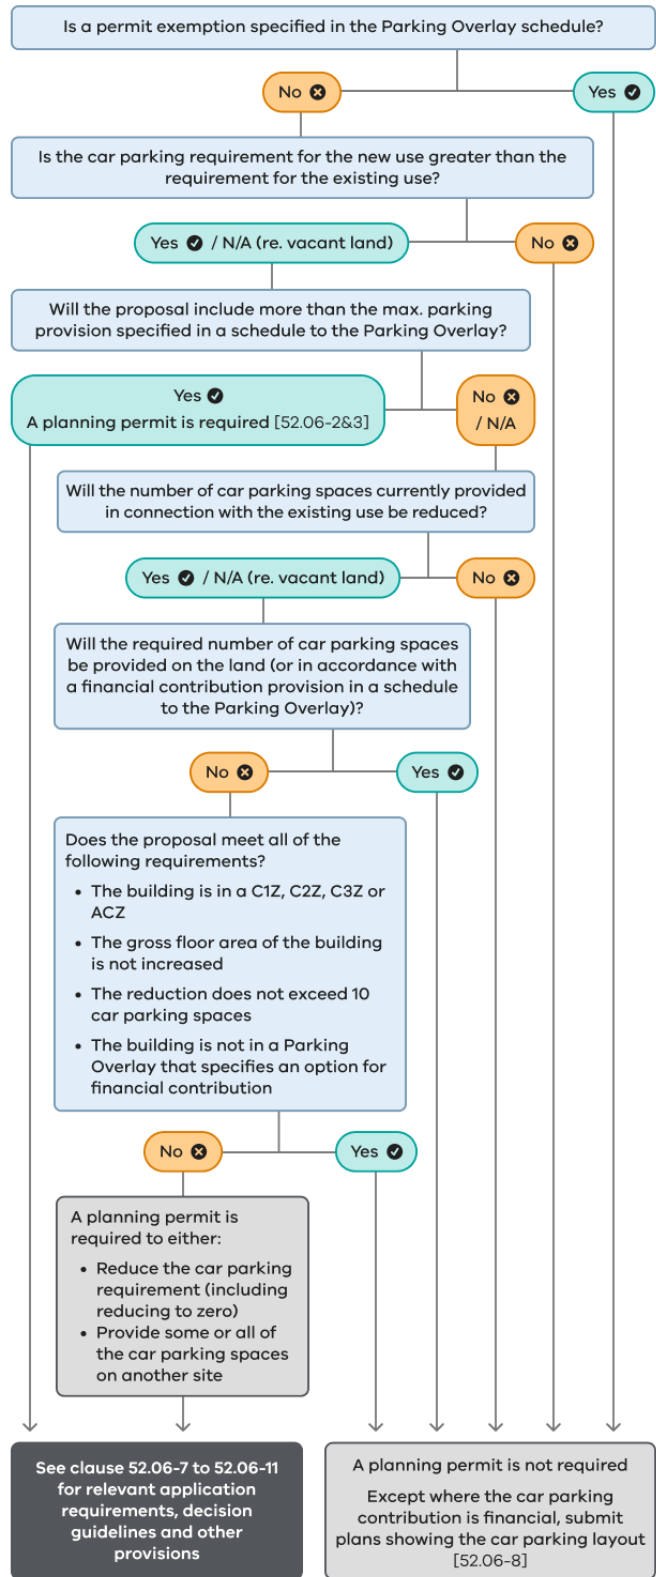 Is a permit exemption specified in the Parking Overlay schedule?
No
Yes
Is the car parking requirement for the new use greater than the
requirement for the existing use?
Yes / N/A (re. vacant land)
No
Will the proposal include more than the max. parking
provision specified in a schedule to the Parking Overlay?
Yes
A planning permit is required [52.06-2&3]
No
/ N/A
Will the number of car parking spaces currently provided
in connection with the existing use be reduced?
Yes / N/A (re. vacant land)
No
Will the required number of car parking spaces
be provided on the land (or in accordance with
a financial contribution provision in a schedule
to the Parking Overlay)?
No
Yes
Does the proposal meet all of the
following requirements?
• The building is in a C1Z, C2Z, C3Z or
ACZ
• The gross floor area of the building
is not increased
• The reduction does not exceed 10
car parking spaces
• The building is not in a Parking
Overlay that specifies an option for
financial contribution
No
Yes
A planning permit is
required to either:
• Reduce the car parking
requirement (including
reducing to zero)
• Provide some or all of
the car parking spaces
on another site
See clause 52.06-7 to 52.06-11
for relevant application
requirements, decision
guidelines and other
provisions
A planning permit is not required
Except where the car parking
contribution is financial, submit
plans showing the car parking layout
[52.06-8]